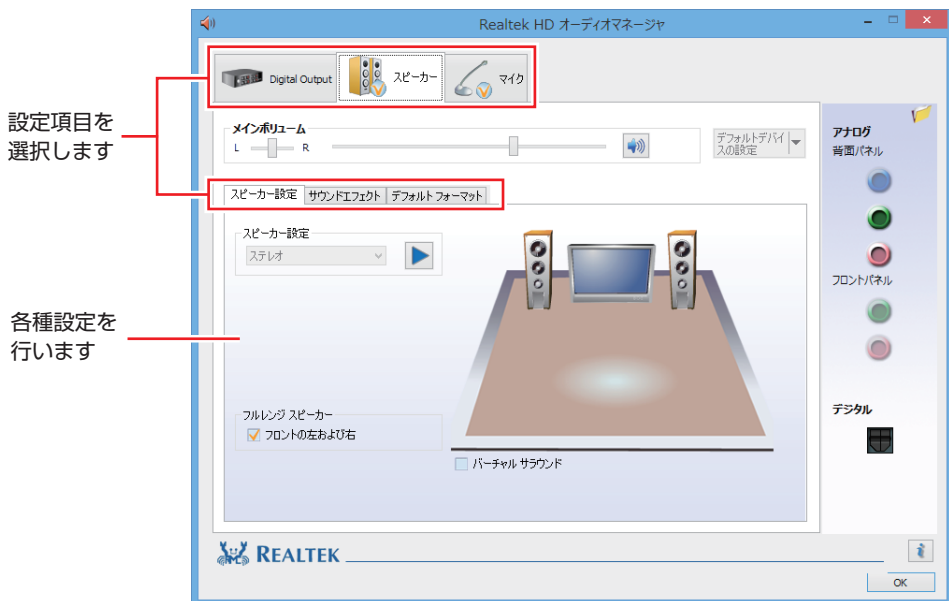 Realtek HD オーディオマネージャ
Digital Output
スピーカー
マイク
設定項目を
選択します
メインボリューム
L
R
デフォルトデバイ
スの設定
アナログ
背面パネル
スピーカー設定
サウンドエフェクト
デフォルト フォーマット
スピーカー設定
ステレオ
フロントパネル
各種設定を
行います
フルレンジ スピーカー
フロントの左および右
バーチャル サラウンド
デジタル
REALTEK
i
OK